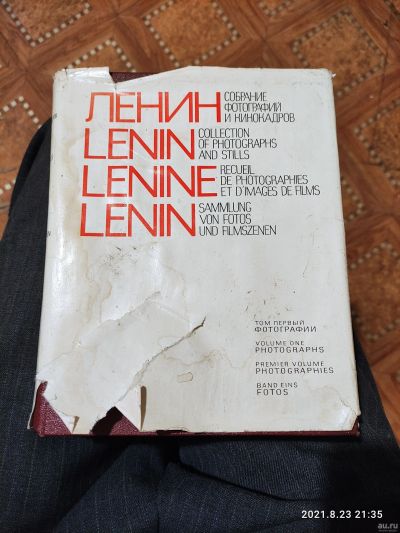 ЛЕНИН
СОБРАНИЕ
ФОТОГРАФИЙ
И КИНОКАДРОВ
LENIN
COLLECTION
OF PHOTOGRAPHS
AND STILLS
LENINE
RECUEIL
DE PHOTOGRAPHIES
ET D'IMAGES DE FILMS
LENIN
SAMMLUNG
VON FOTOS
UND FILMSZENEN
ТОМ ПЕРВЫЙ
ФОТОГРАФИИ
VOLUME ONE
PHOTOGRAPHS
PREMIER VOLUME
PHOTOGRAPHIES
BAND EINS
FOTOS
2021.8.23 21:35
au.ru